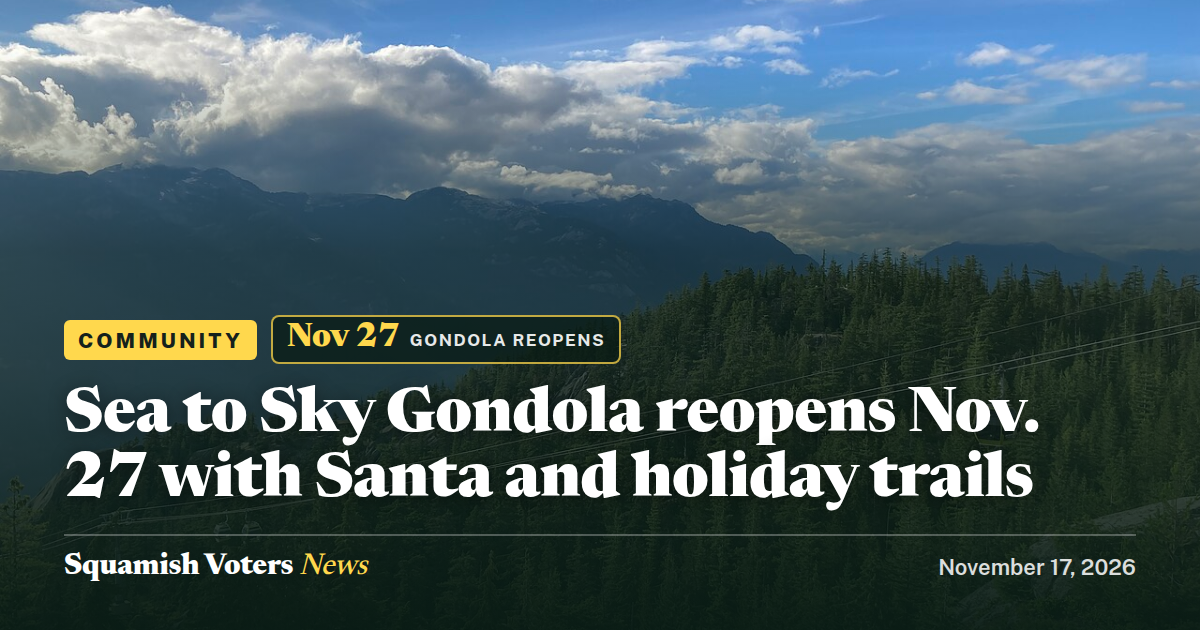 COMMUNITY
Nov 27 GONDOLA REOPENS
Sea to Sky Gondola reopens Nov.
27 with Santa and holiday trails
Squamish Voters News
November 17, 2026